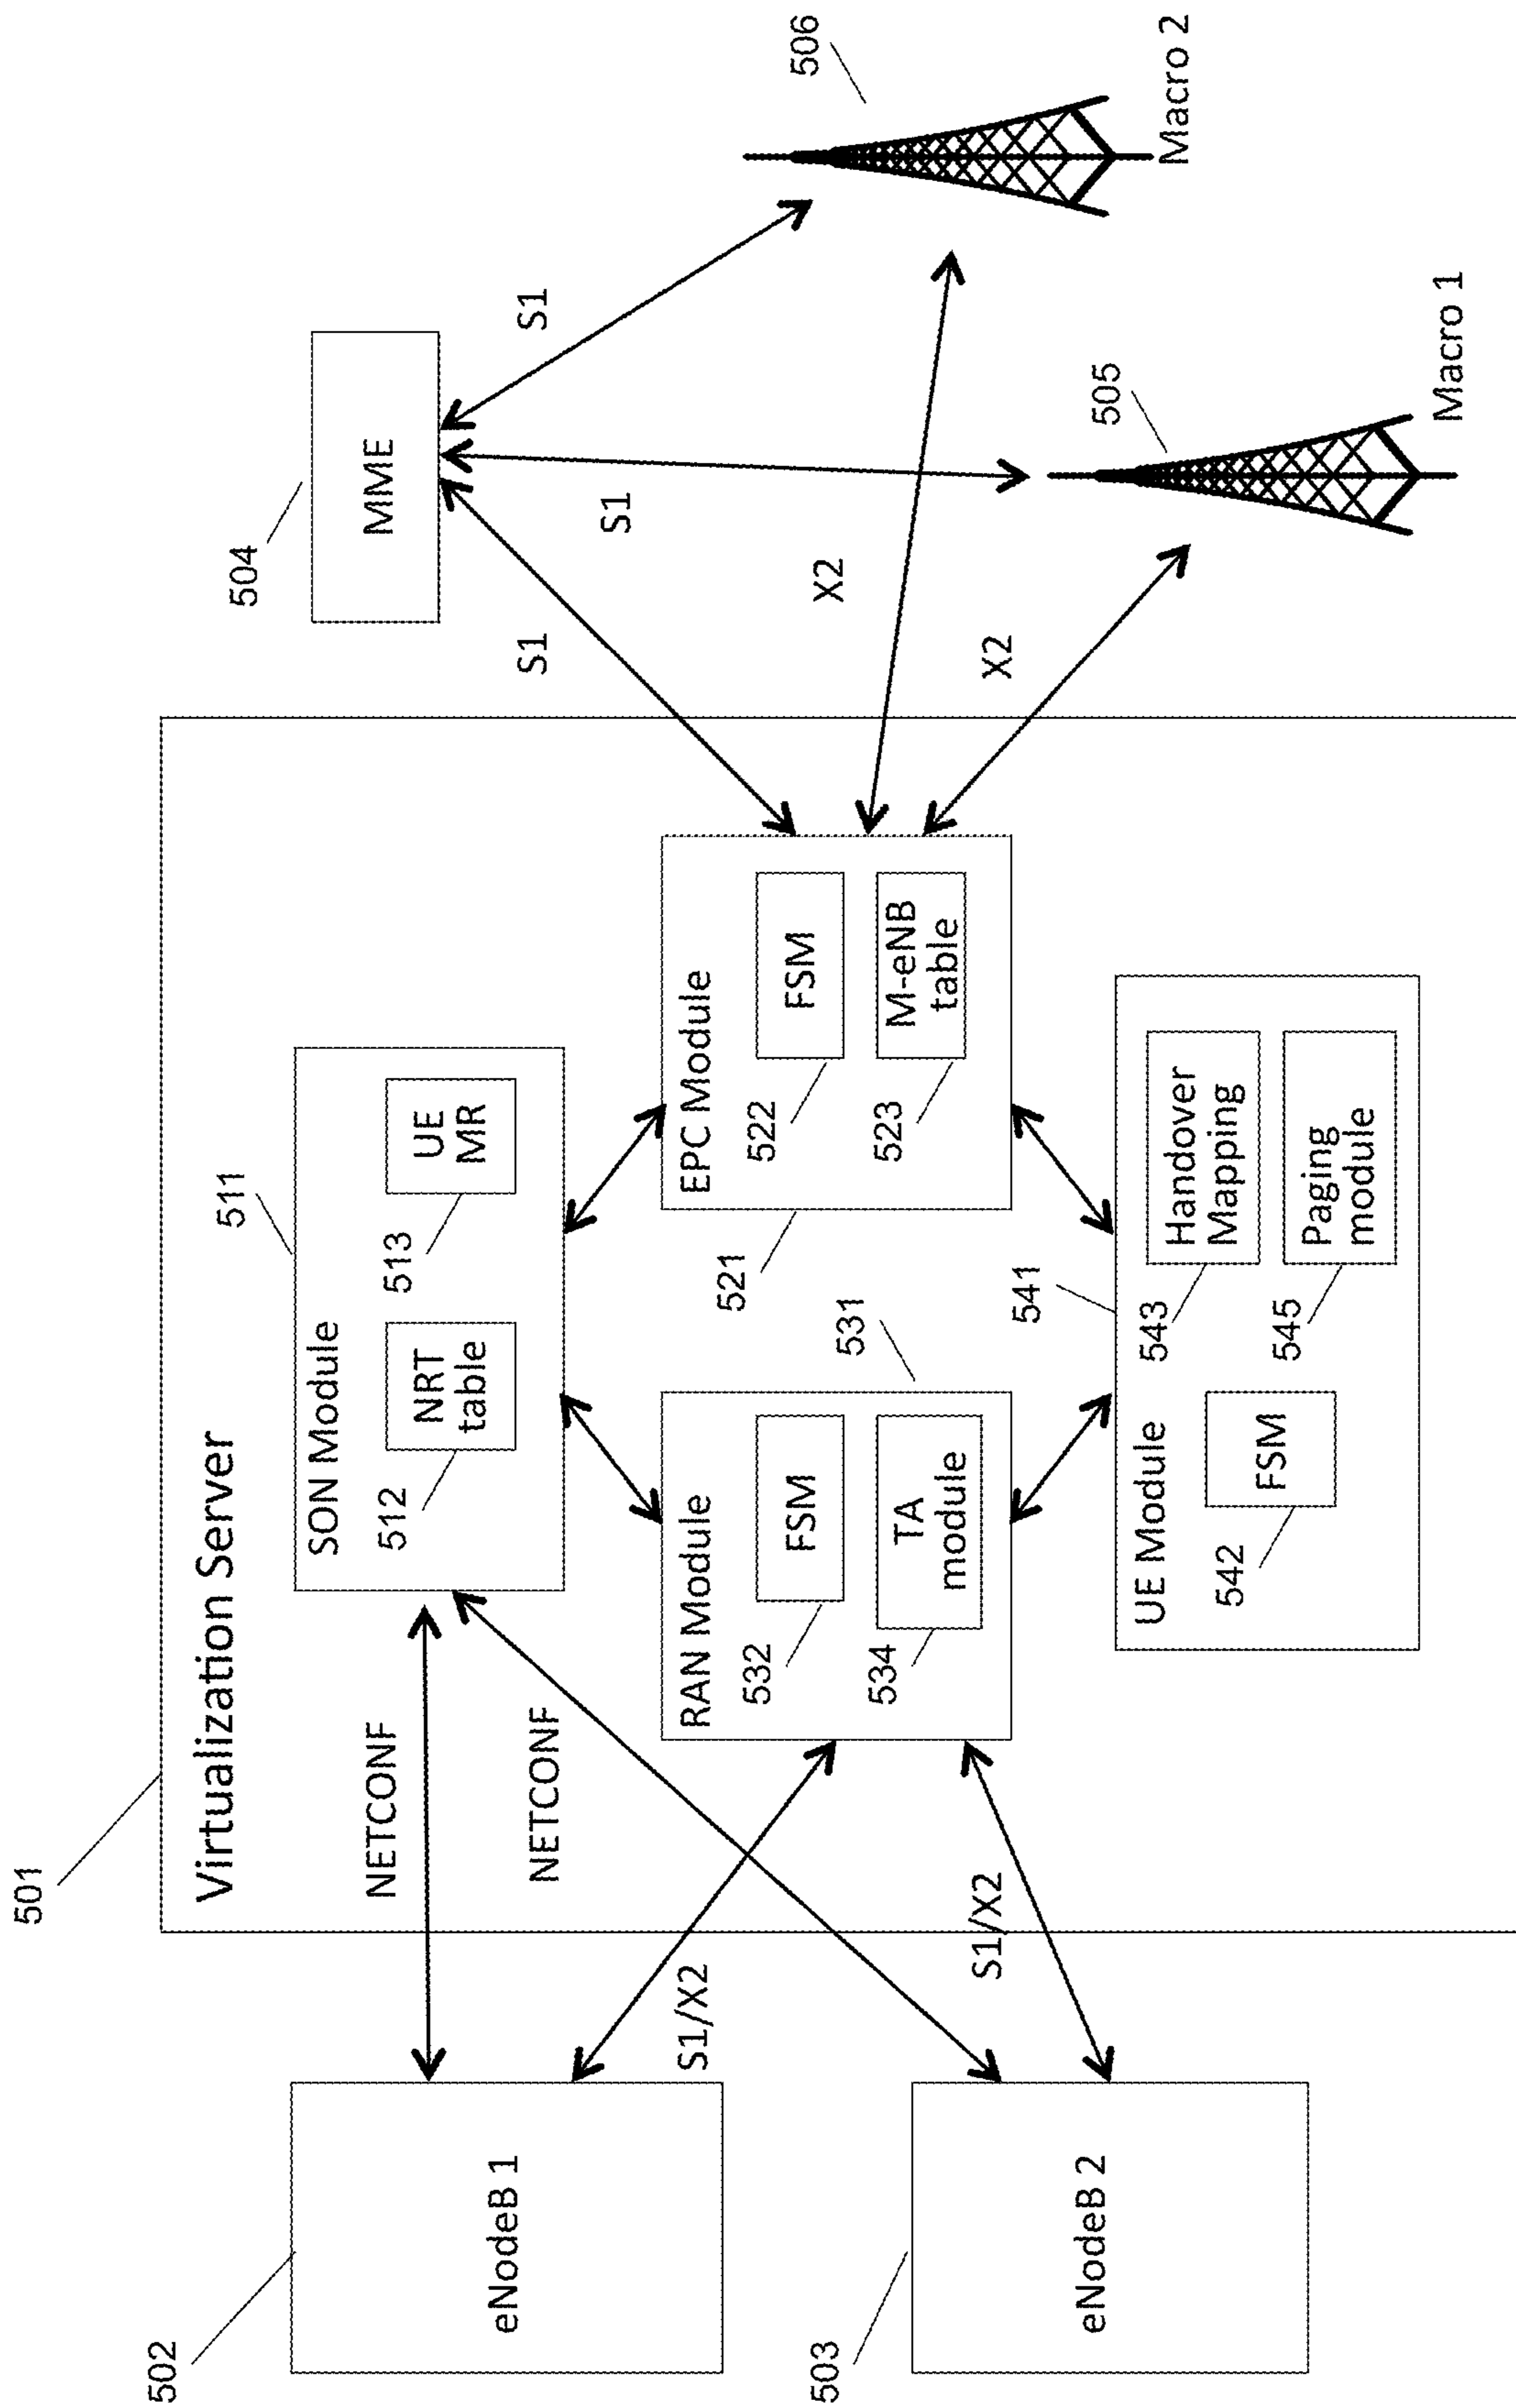 501
Virtualization Server
502
eNodeB 1
503
eNodeB 2
NETCONF
NETCONF
S1/X2
S1/X2
511
SON Module
512
NRT
table
513
UE
MR
531
RAN Module
532
FSM
534
TA
module
521
EPC Module
522
FSM
523
M-eNB
table
541
UE Module
542
FSM
543
Handover
Mapping
545
Paging
module
504
MME
S1
S1
S1
X2
X2
505
Macro 1
506
Macro 2